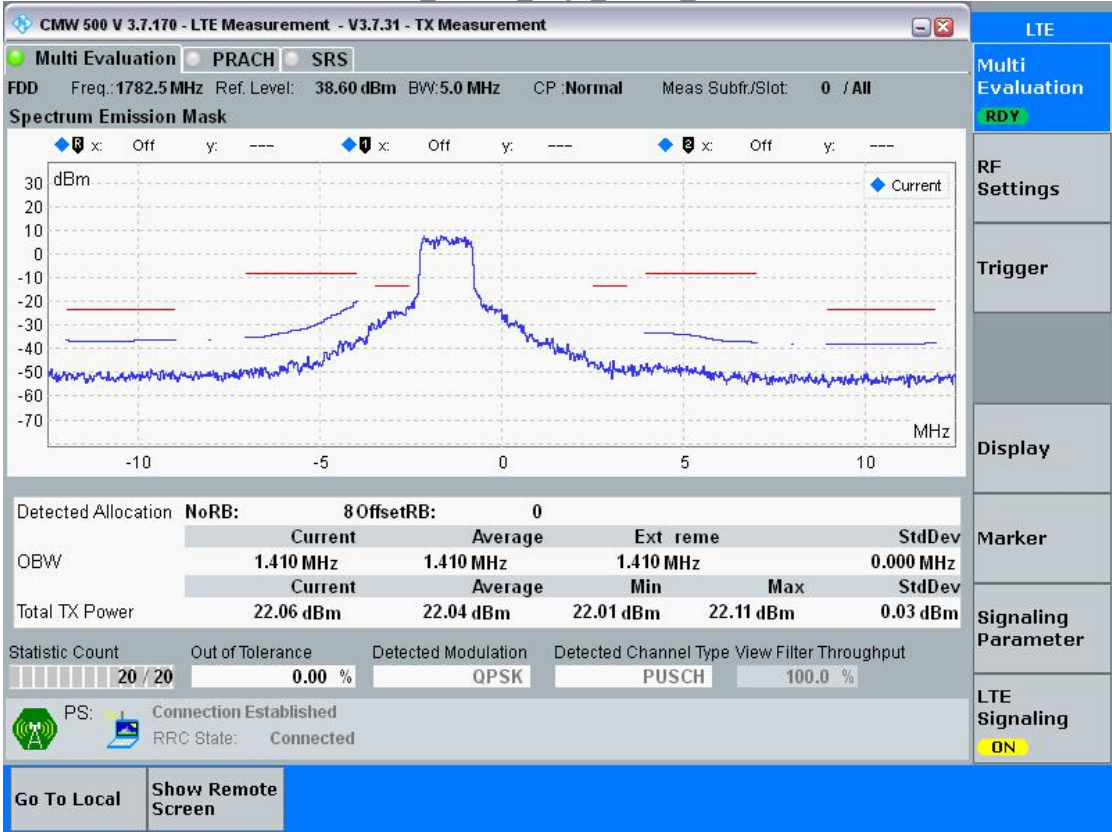 CMW 500 V 3.7.170 - LTE Measurement - V3.7.31 - TX Measurement
LTE
Multi Evaluation PRACH SRS
FDD Freq.:1782.5 MHz Ref. Level: 38.60 dBm BW:5.0 MHz CP :Normal Meas Subfr./Slot: 0 / All
Spectrum Emission Mask
R x: Off y: --- 1 x: Off y: --- 2 x: Off y: ---
dBm
Current
30
20
10
0
-10
-20
-30
-40
-50
-60
-70
MHz
-10 -5 0 5 10
Detected Allocation NoRB: 8 OffsetRB: 0
Current Average Ext reme StdDev
OBW 1.410 MHz 1.410 MHz 1.410 MHz 0.000 MHz
Current Average Min Max StdDev
Total TX Power 22.06 dBm 22.04 dBm 22.01 dBm 22.11 dBm 0.03 dBm
Statistic Count Out of Tolerance Detected Modulation Detected Channel Type View Filter Throughput
20 / 20 0.00 % QPSK PUSCH 100.0 %
PS: Connection Established
RRC State: Connected
Multi
Evaluation
RDY
RF
Settings
Trigger
Display
Marker
Signaling
Parameter
LTE
Signaling
ON
Go To Local
Show Remote
Screen